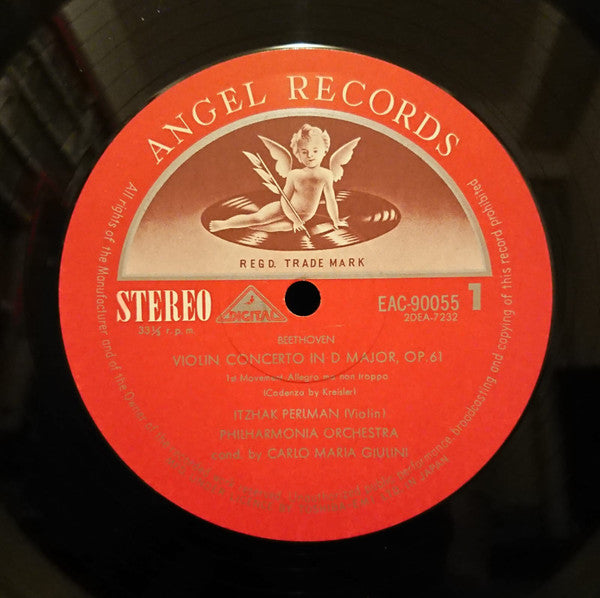 ANGEL RECORDS
REGD. TRADE MARK
STEREO
33⅓ r.p.m.
DIGITAL
EAC-90055 1
2DEA-7232
BEETHOVEN
VIOLIN CONCERTO IN D MAJOR, OP.61
1st Movement Allegro ma non troppo
(Cadenza by Kreisler)
ITZHAK PERLMAN (Violin)
PHILHARMONIA ORCHESTRA
cond. by CARLO MARIA GIULINI
All rights of the Manufacturer and of the Owner of the recorded work reserved. Unauthorized public performance, broadcasting and copying of this record prohibited
IN JAPAN